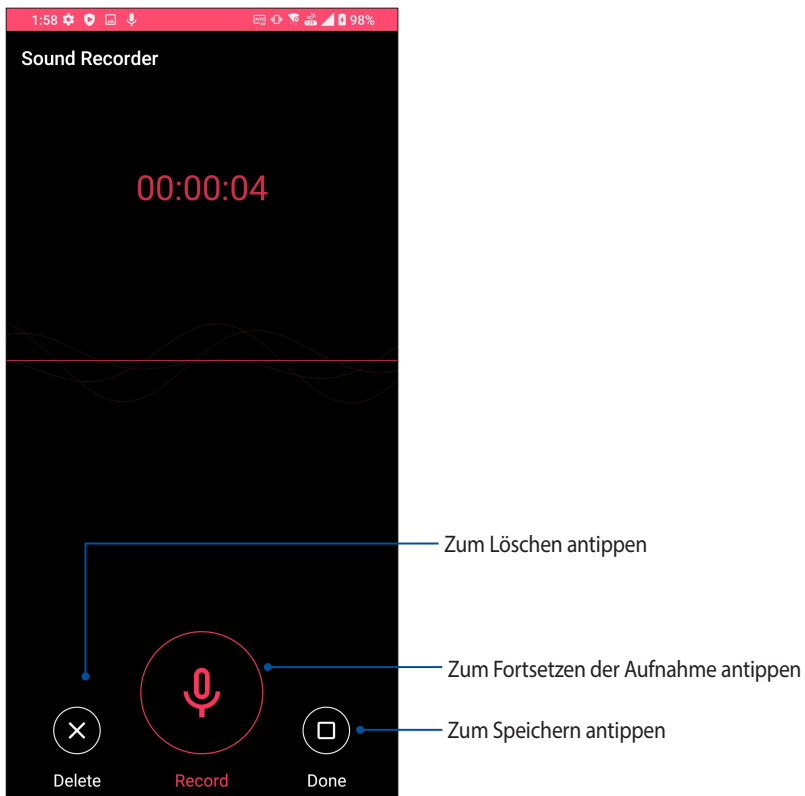 1:58 98%
Sound Recorder
00:00:04
Zum Löschen antippen
Zum Fortsetzen der Aufnahme antippen
Zum Speichern antippen
Delete Record Done